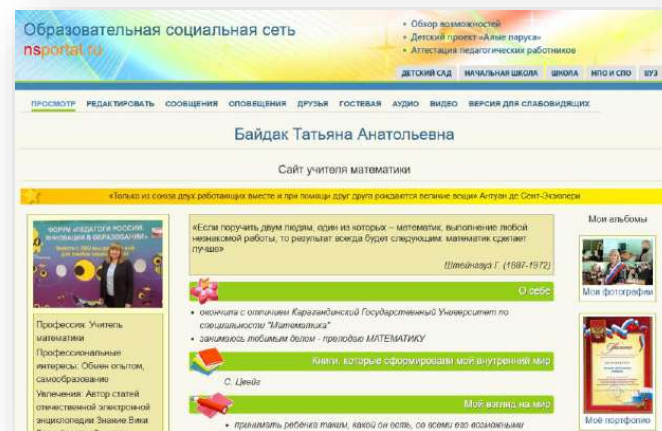 Образовательная социальная сеть
nsportal.ru
• Обзор возможностей
• Детский проект «Алые паруса»
• Аттестация педагогических работников
ДЕТСКИЙ САД НАЧАЛЬНАЯ ШКОЛА ШКОЛА НПО И СПО ВУЗ
ПРОСМОТР РЕДАКТИРОВАТЬ СООБЩЕНИЯ ОПОВЕЩЕНИЯ ДРУЗЬЯ ГОСТЕВАЯ АУДИО ВИДЕО ВЕРСИЯ ДЛЯ СЛАБОВИДЯЩИХ
Байдак Татьяна Анатольевна
Сайт учителя математики
«Только из союза двух работающих вместе и при помощи друг друга рождаются великие вещи» Антуан де Сент-Экзюпери
ФОРУМ «ПЕДАГОГИ РОССИИ:
ИННОВАЦИИ В ОБРАЗОВАНИИ»
Профессия: Учитель
математики
Профессиональные
интересы: Обмен опытом,
самообразование
Увлечения: Автор статей
отечественной электронной
энциклопедии Знание.Вики
«Если поручить двум людям, один из которых – математик, выполнение любой
незнакомой работы, то результат всегда будет следующим: математик сделает
лучше»
Штейнгауз Г. (1887-1972)
О себе
• окончила с отличием Карагандинский Государственный Университет по
специальности "Математика"
• занимаюсь любимым делом - преподаю МАТЕМАТИКУ
Книги, которые сформировали мой внутренний мир
С. Цвейг
Мой взгляд на мир
• принимать ребёнка таким, какой он есть, со всеми его возможными
Мои альбомы
Мои фотографии
Моё портфолио